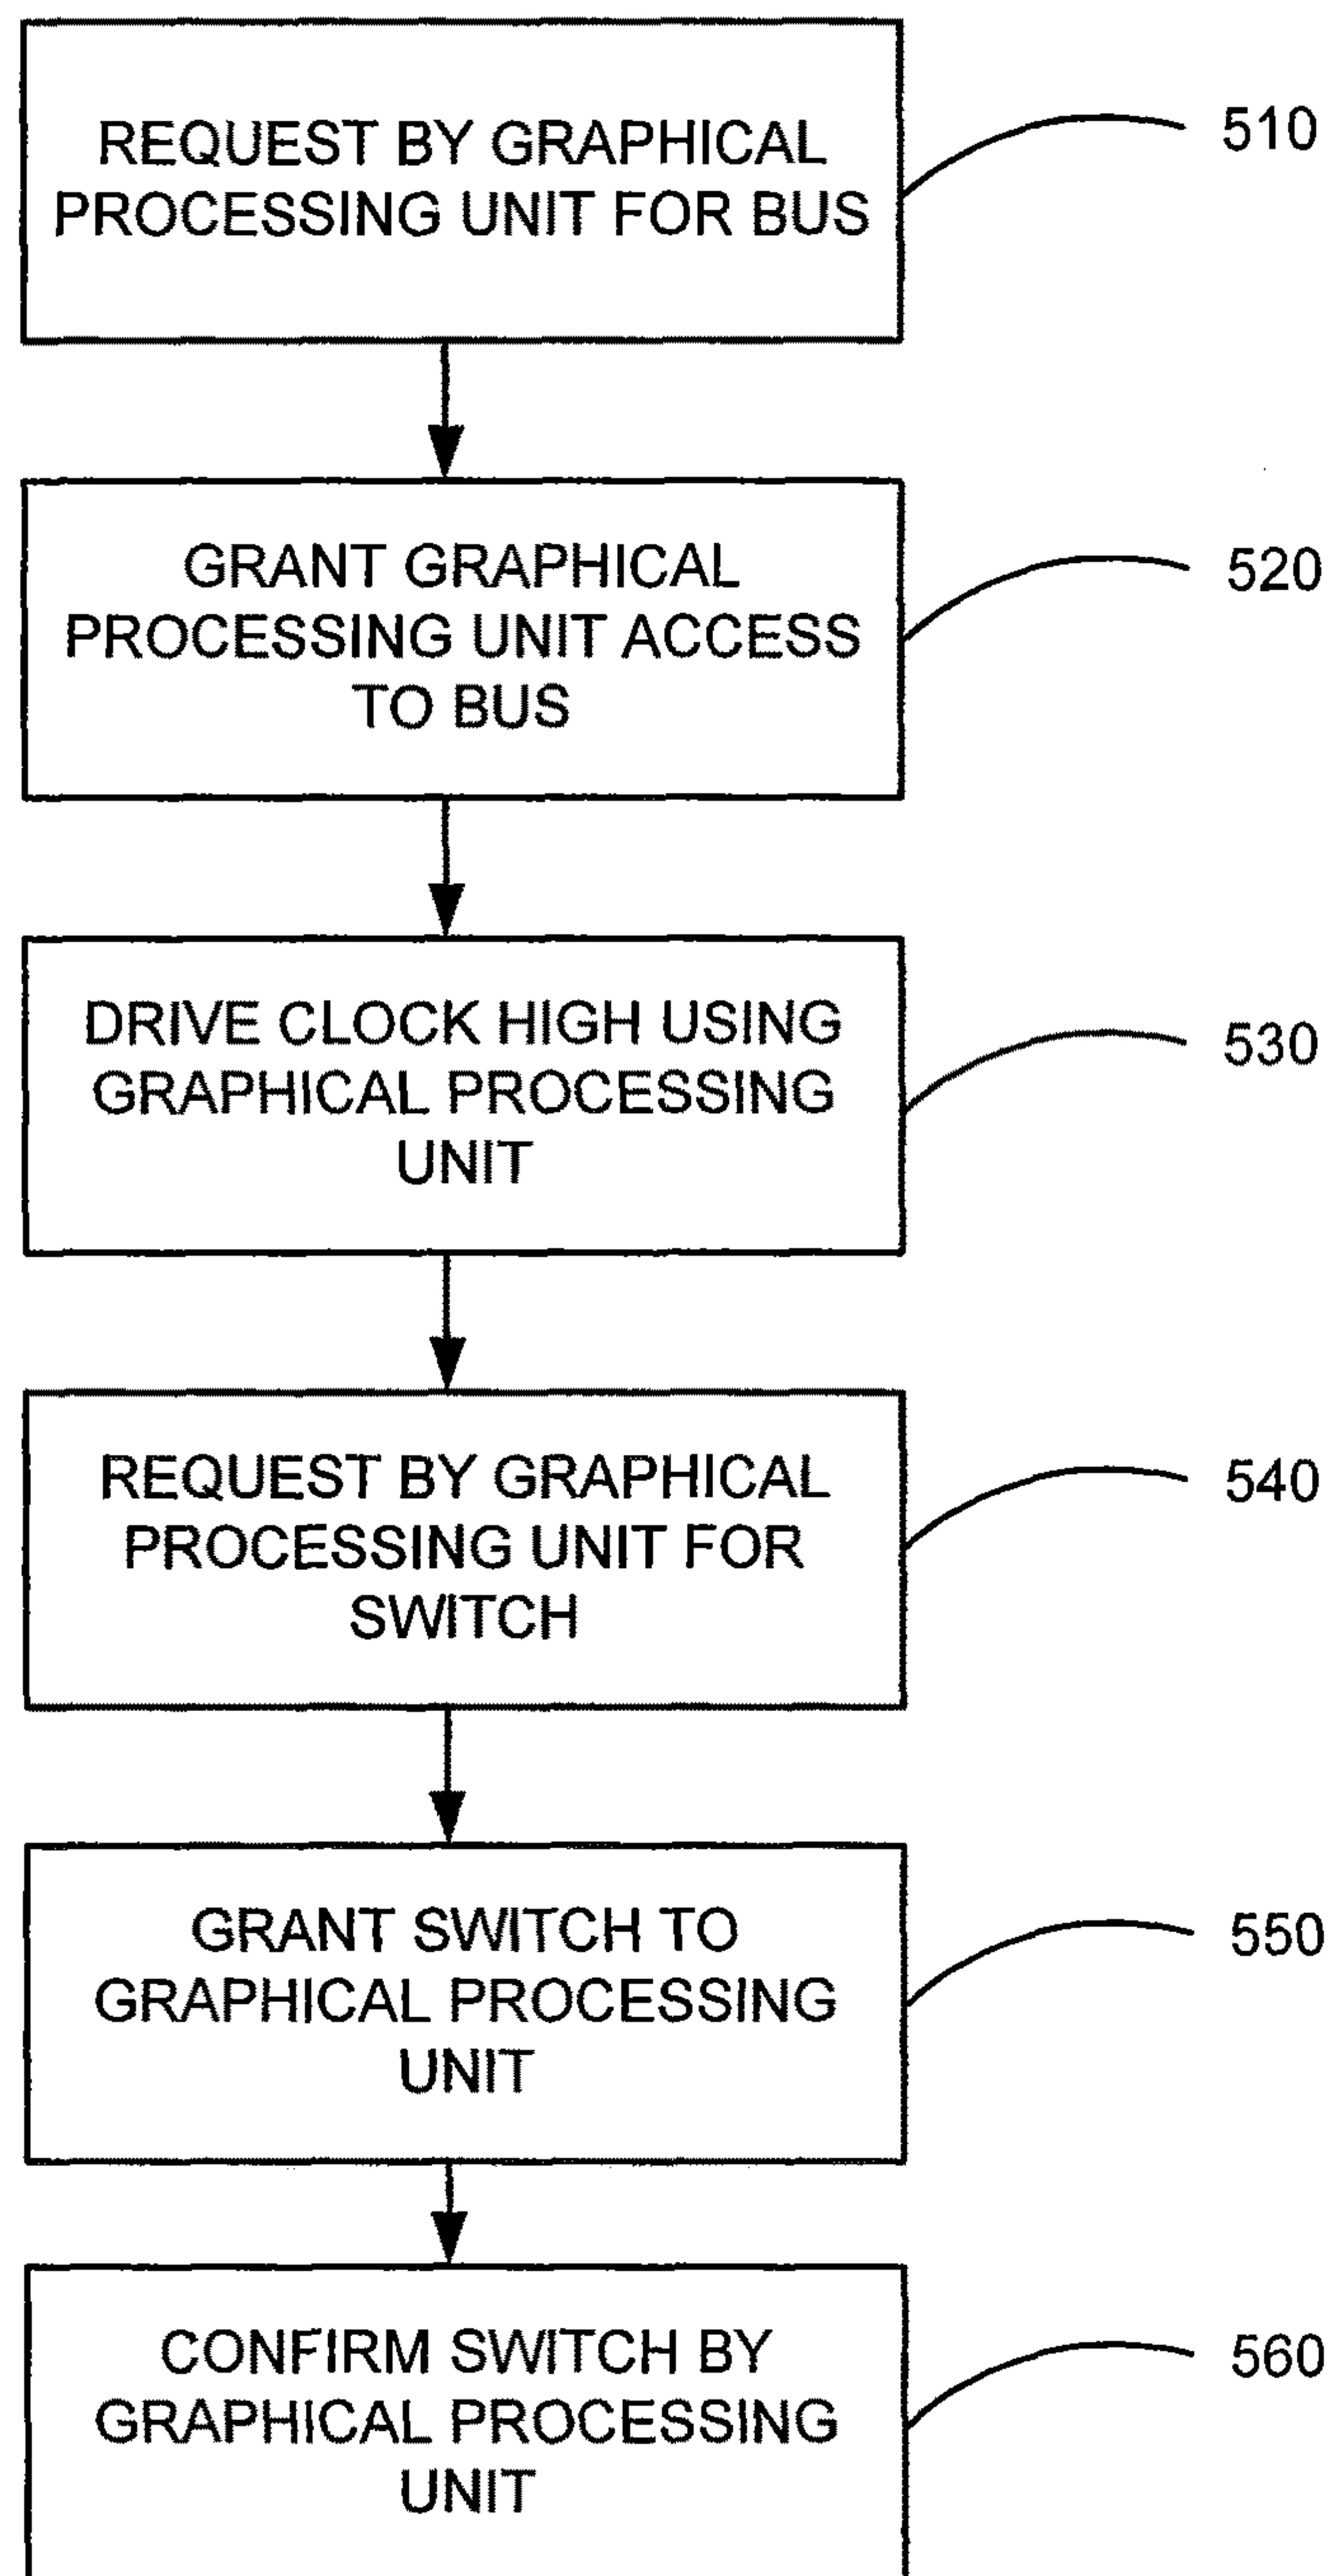 REQUEST BY GRAPHICAL
PROCESSING UNIT FOR BUS
510
GRANT GRAPHICAL
PROCESSING UNIT ACCESS
TO BUS
520
DRIVE CLOCK HIGH USING
GRAPHICAL PROCESSING
UNIT
530
REQUEST BY GRAPHICAL
PROCESSING UNIT FOR
SWITCH
540
GRANT SWITCH TO
GRAPHICAL PROCESSING
UNIT
550
CONFIRM SWITCH BY
GRAPHICAL PROCESSING
UNIT
560